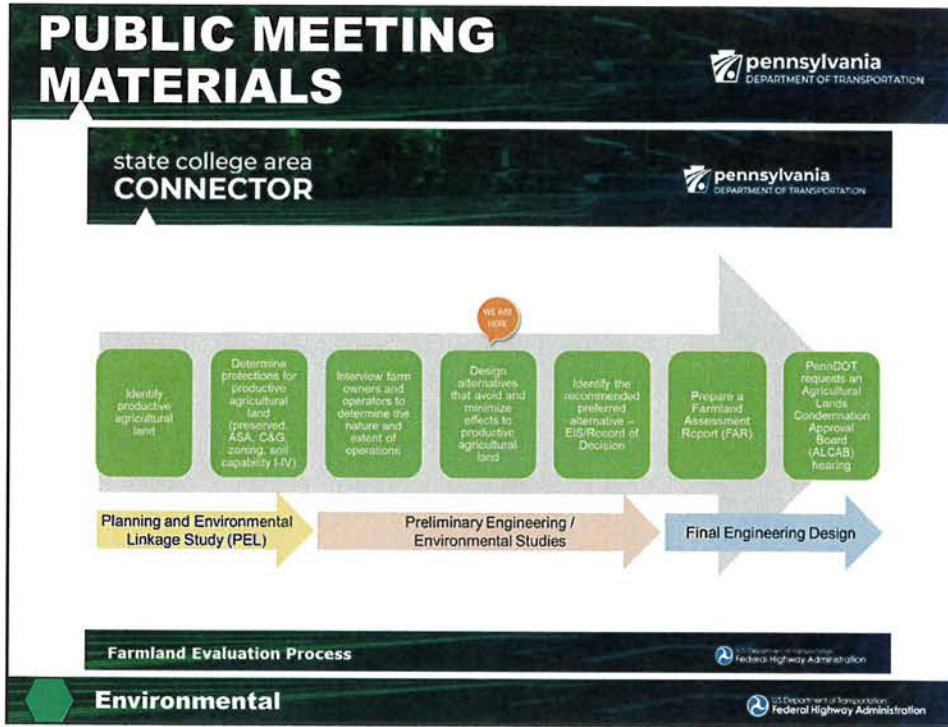 PUBLIC MEETING
MATERIALS
pennsylvania
DEPARTMENT OF TRANSPORTATION
state college area
CONNECTOR
pennsylvania
DEPARTMENT OF TRANSPORTATION
WE ARE
HERE
Identify
productive
agricultural
land
Determine
protections for
productive
agricultural
land
(preserved,
ASA, C&G,
zoning, soil
capability I-IV)
Interview farm
owners and
operators to
determine the
nature and
extent of
operations
Design
alternatives
that avoid and
minimize
effects to
productive
agricultural
land
Identify the
recommended
preferred
alternative –
EIS/Record of
Decision
Prepare a
Farmland
Assessment
Report (FAR)
PennDOT
requests an
Agricultural
Lands
Condemnation
Approval
Board
(ALCAB)
hearing
Planning and Environmental
Linkage Study (PEL)
Preliminary Engineering /
Environmental Studies
Final Engineering Design
Farmland Evaluation Process
U.S. Department of Transportation
Federal Highway Administration
Environmental
U.S. Department of Transportation
Federal Highway Administration